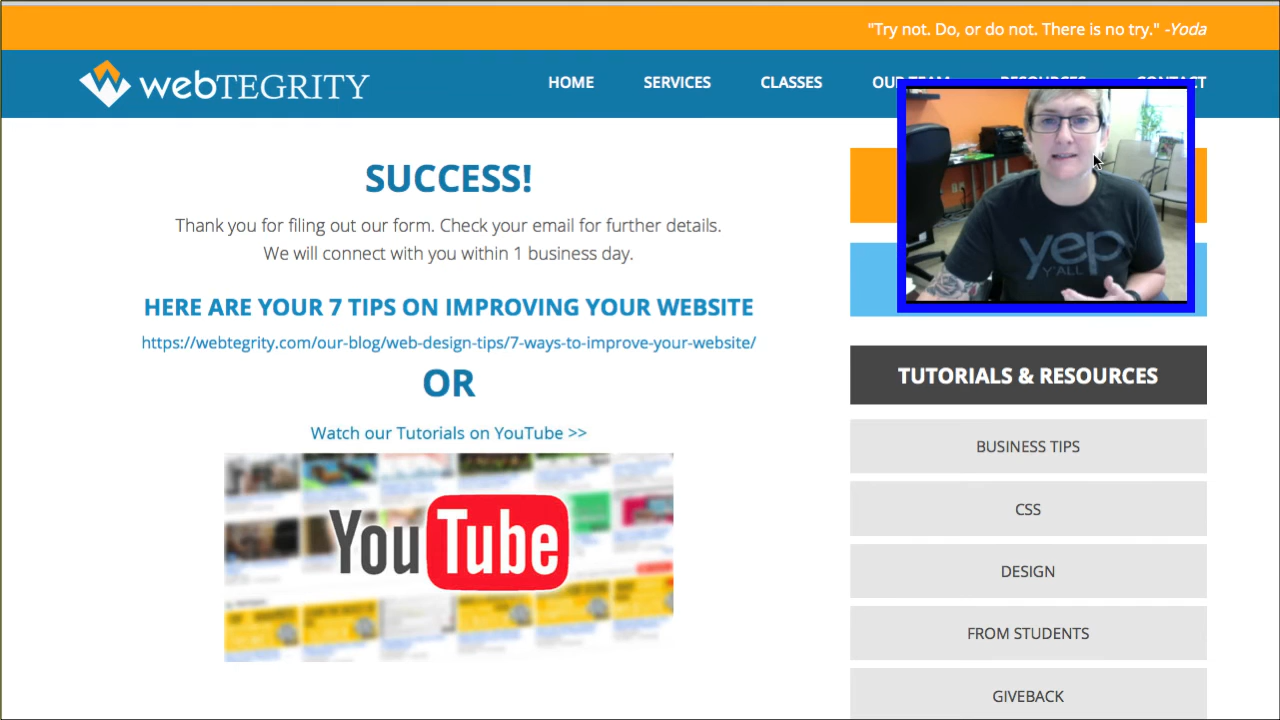 "Try not. Do, or do not. There is no try." -Yoda
webTEGRITY
HOME SERVICES CLASSES OUR TEAM RESOURCES CONTACT
SUCCESS!
Thank you for filing out our form. Check your email for further details.
We will connect with you within 1 business day.
HERE ARE YOUR 7 TIPS ON IMPROVING YOUR WEBSITE
https://webtegrity.com/our-blog/web-design-tips/7-ways-to-improve-your-website/
OR
Watch our Tutorials on YouTube >>
YouTube
yep
Y'ALL
TUTORIALS & RESOURCES
BUSINESS TIPS
CSS
DESIGN
FROM STUDENTS
GIVEBACK